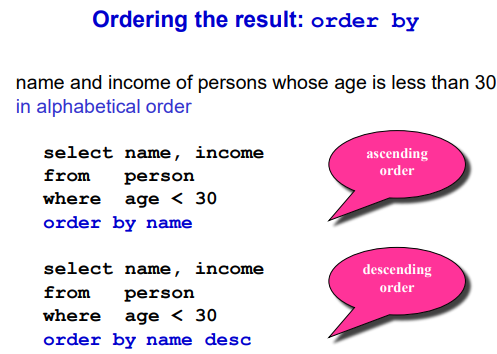 Ordering the result: order by
name and income of persons whose age is less than 30
in alphabetical order
select name, income
from person
where age < 30
order by name
ascending
order
select name, income
from person
where age < 30
order by name desc
descending
order